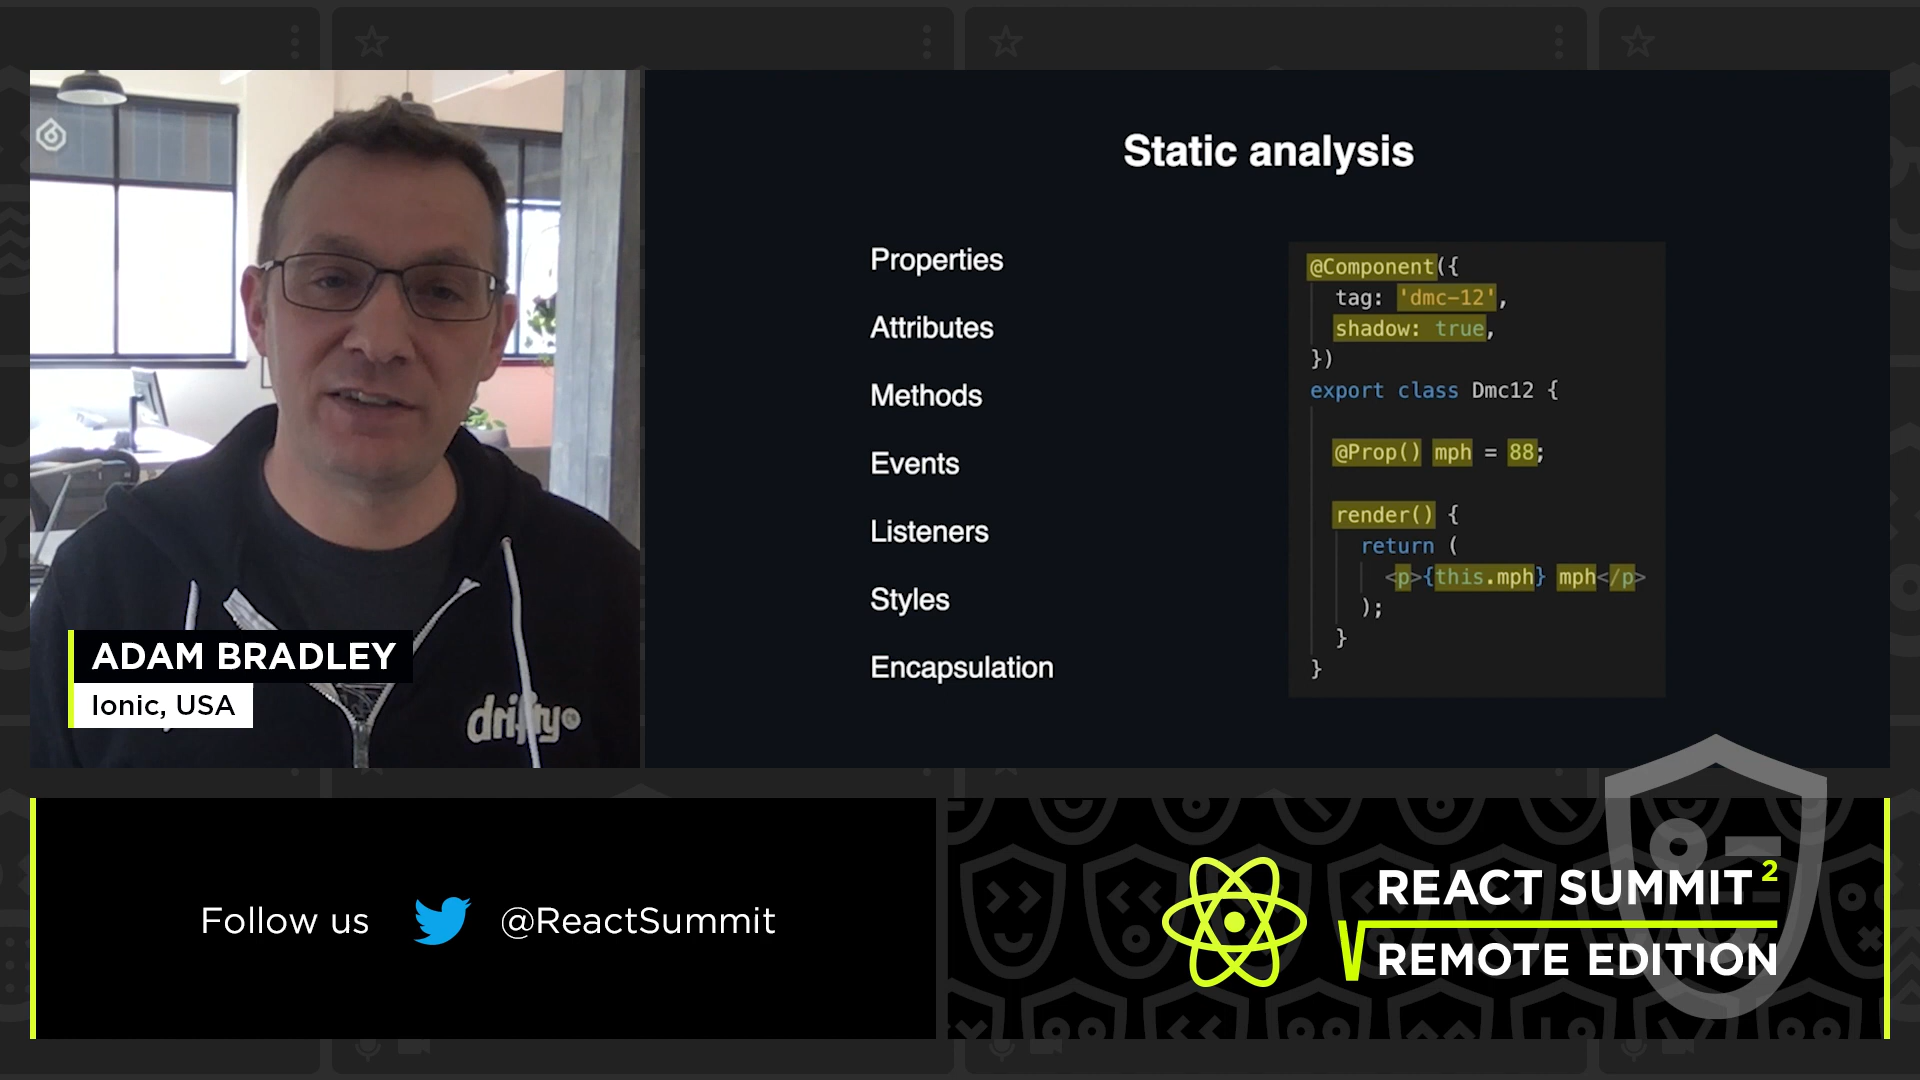 Static analysis
Properties
Attributes
Methods
Events
Listeners
Styles
Encapsulation
@Component({
tag: 'dmc-12',
shadow: true,
})
export class Dmc12 {
@Prop() mph = 88;
render() {
return (
<p>{this.mph} mph</p>
);
}
}
drifty
ADAM BRADLEY
Ionic, USA
Follow us @ReactSummit
REACT SUMMIT 2
REMOTE EDITION